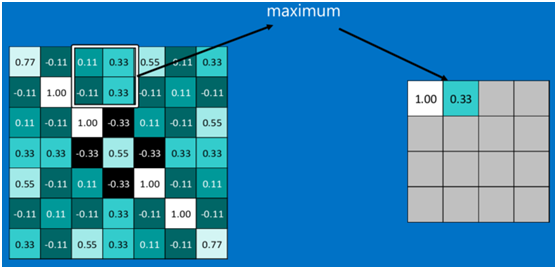 maximum
0.77 -0.11 0.11 0.33 0.55 -0.11 0.33
-0.11 1.00 -0.11 0.33 -0.11 0.11 -0.11
0.11 -0.11 1.00 -0.33 0.11 -0.11 0.55
0.33 0.33 -0.33 0.55 -0.33 0.33 0.33
0.55 -0.11 0.11 -0.33 1.00 -0.11 0.11
-0.11 0.11 -0.11 0.33 -0.11 1.00 -0.11
0.33 -0.11 0.55 0.33 0.11 -0.11 0.77
1.00 0.33